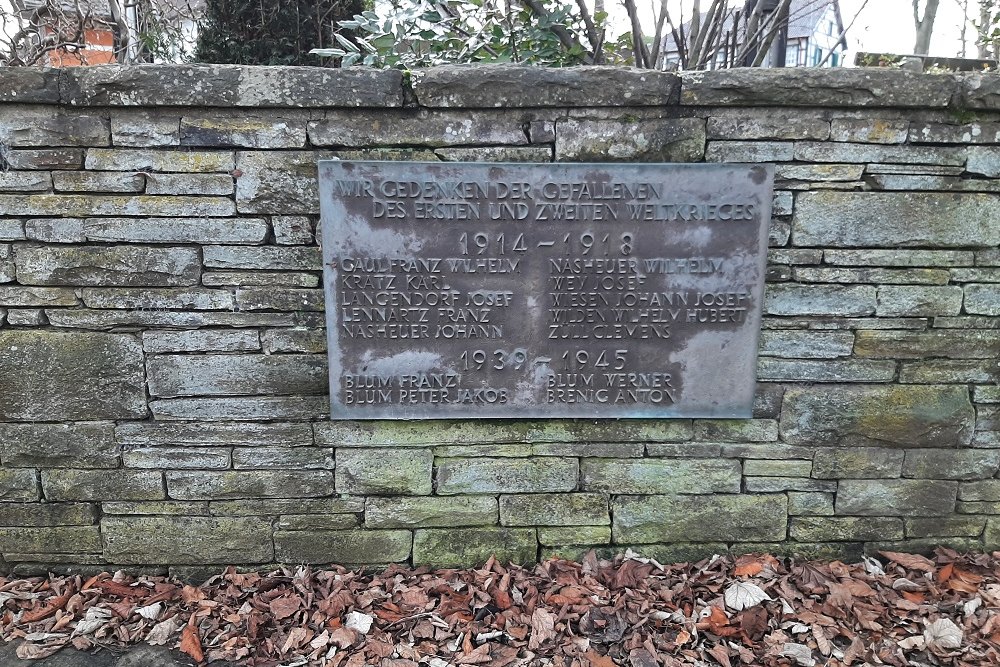 WIR GEDENKEN DER GEFALLENEN
DES ERSTEN UND ZWEITEN WELTKRIEGES
1914 - 1918
GAUL FRANZ WILHELM
KRATZ KARL
LANGENDORF JOSEF
LENNARTZ FRANZ
NASHEUER JOHANN
NASHEUER WILHELM
WEY JOSEF
WIESEN JOHANN JOSEF
WILDEN WILHELM HUBERT
ZÜLL CLEMENS
1939 - 1945
BLUM FRANZ
BLUM PETER JAKOB
BLUM WERNER
BRENIG ANTON